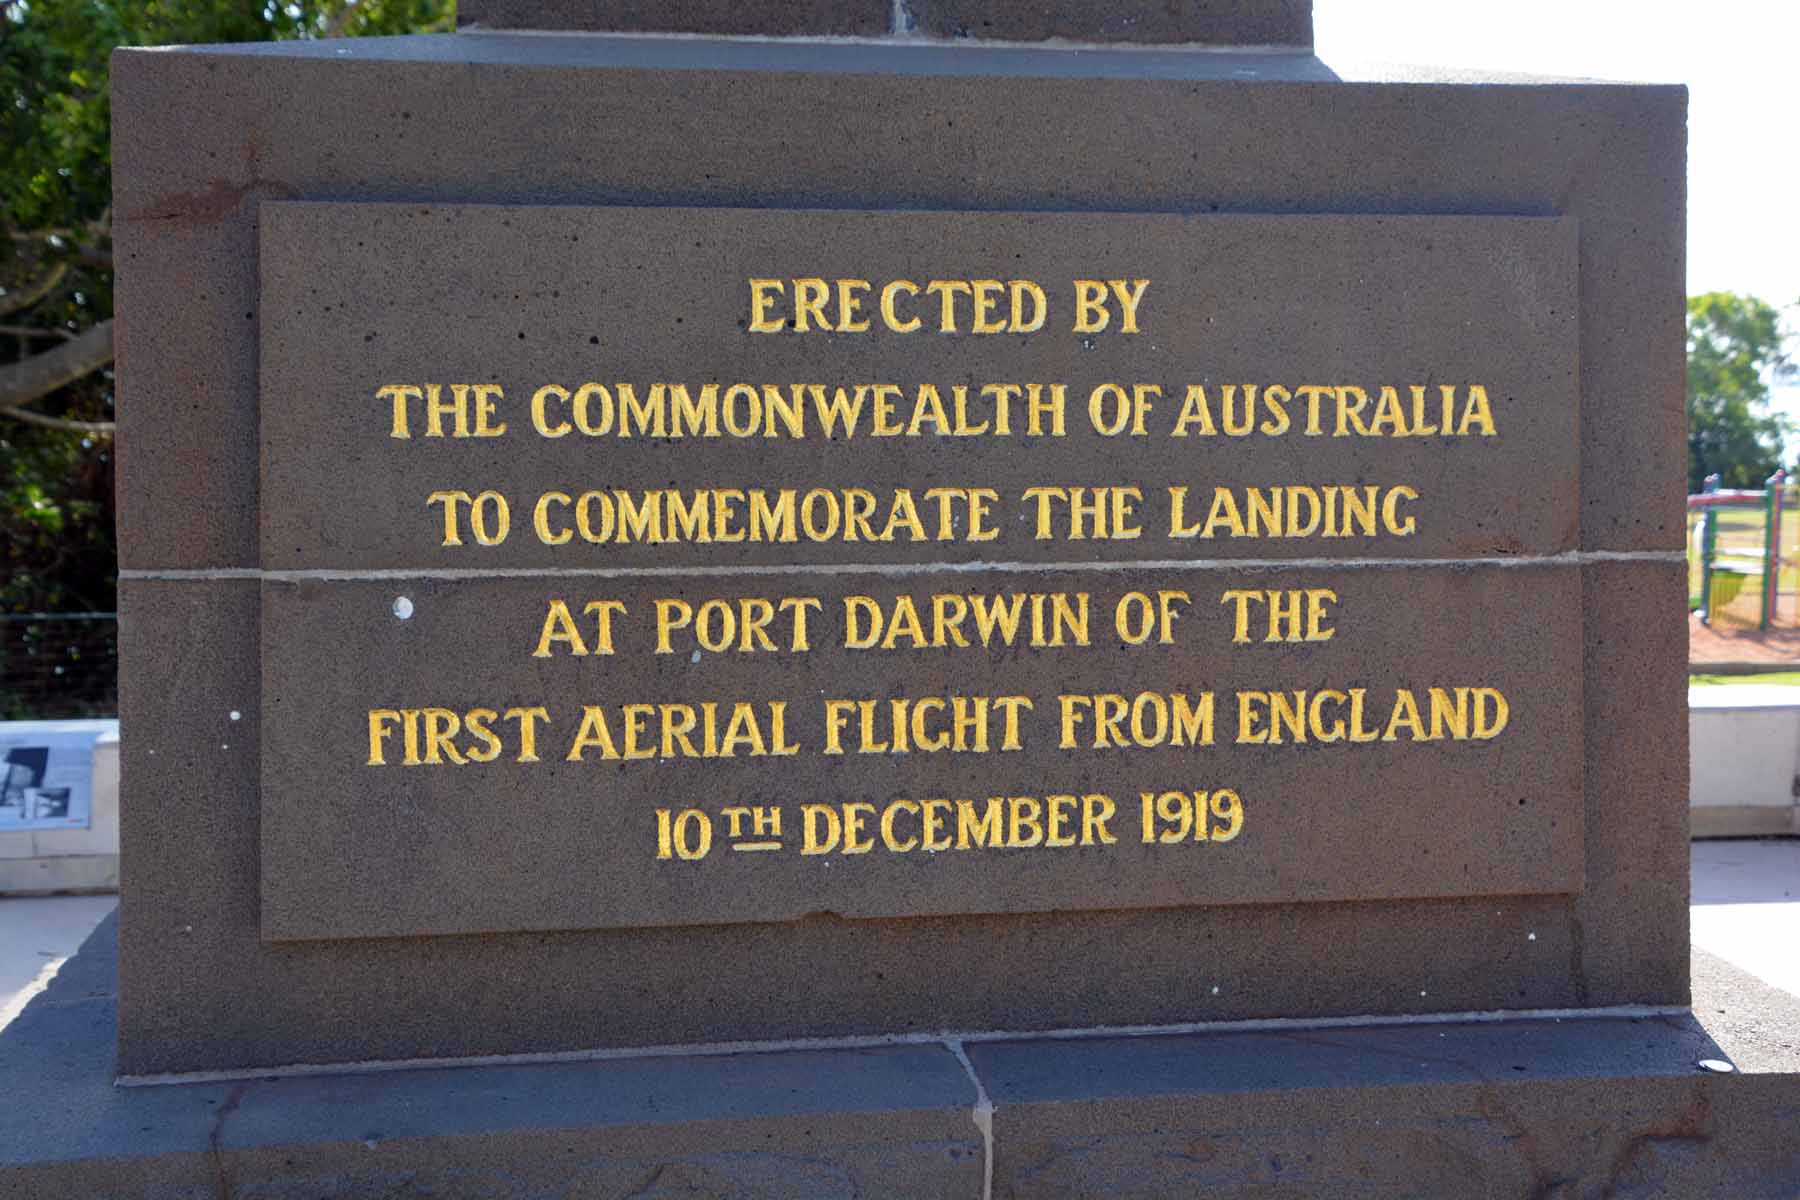 ERECTED BY
THE COMMONWEALTH OF AUSTRALIA
TO COMMEMORATE THE LANDING
AT PORT DARWIN OF THE
FIRST AERIAL FLIGHT FROM ENGLAND
10TH DECEMBER 1919